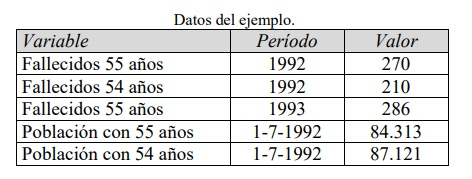 Datos del ejemplo.
Variable Período Valor
Fallecidos 55 años 1992 270
Fallecidos 54 años 1992 210
Fallecidos 55 años 1993 286
Población con 55 años 1-7-1992 84.313
Población con 54 años 1-7-1992 87.121